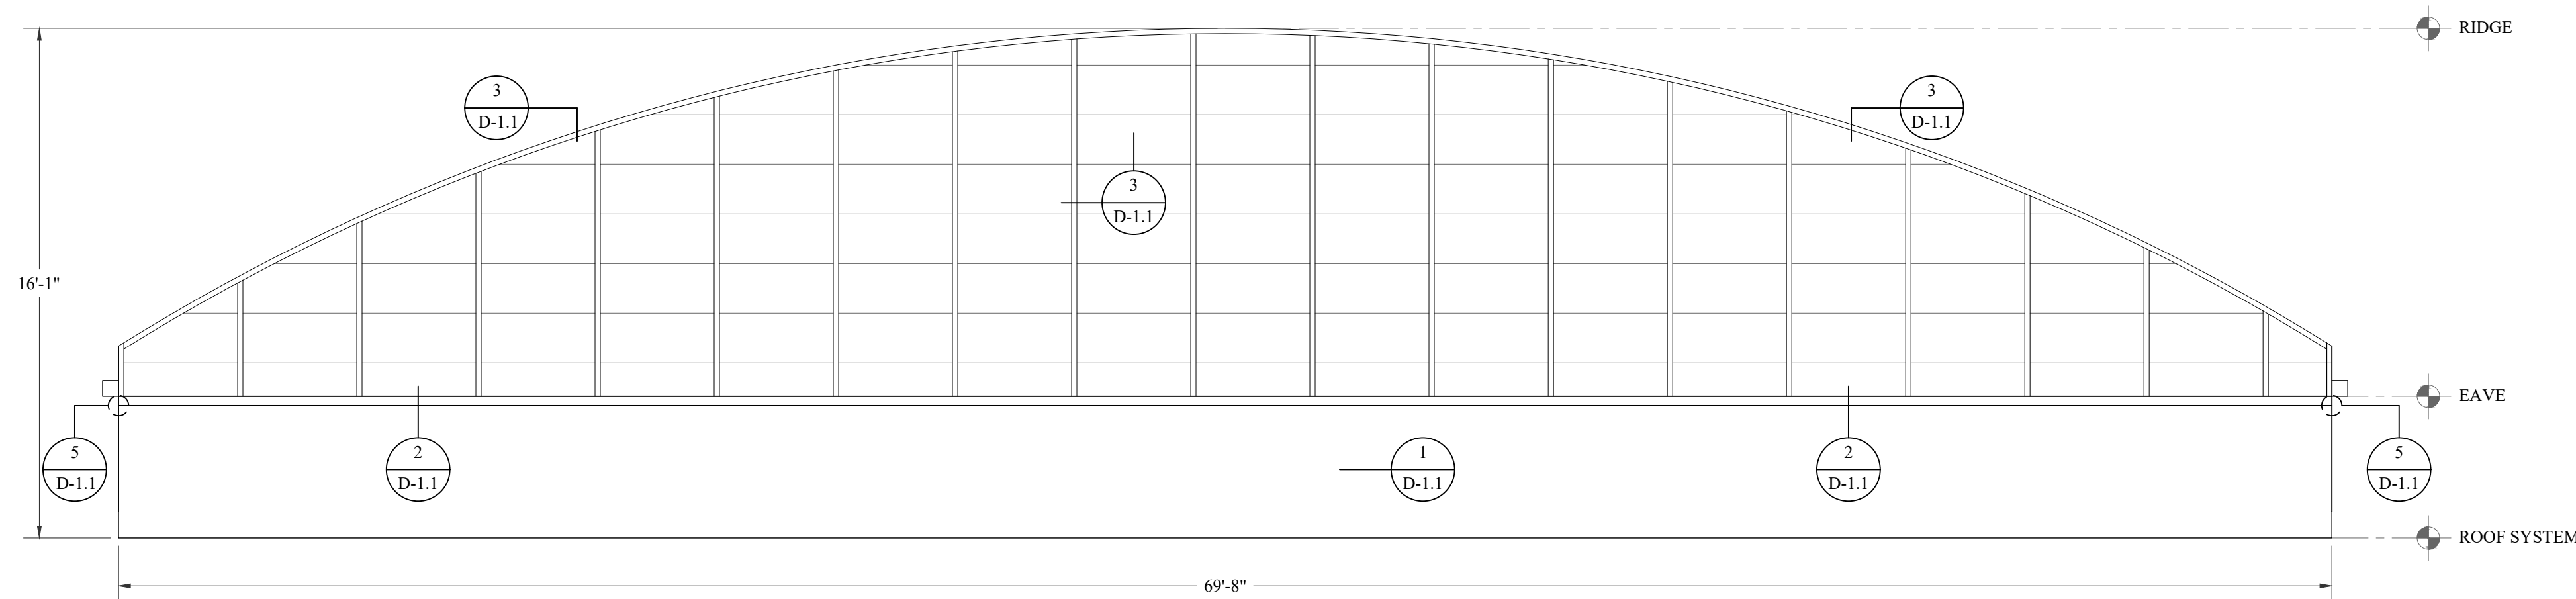 RIDGE
3
D-1.1
3
D-1.1
3
D-1.1
16'-1"
EAVE
5
D-1.1
2
D-1.1
1
D-1.1
2
D-1.1
5
D-1.1
ROOF SYSTEM
69'-8"